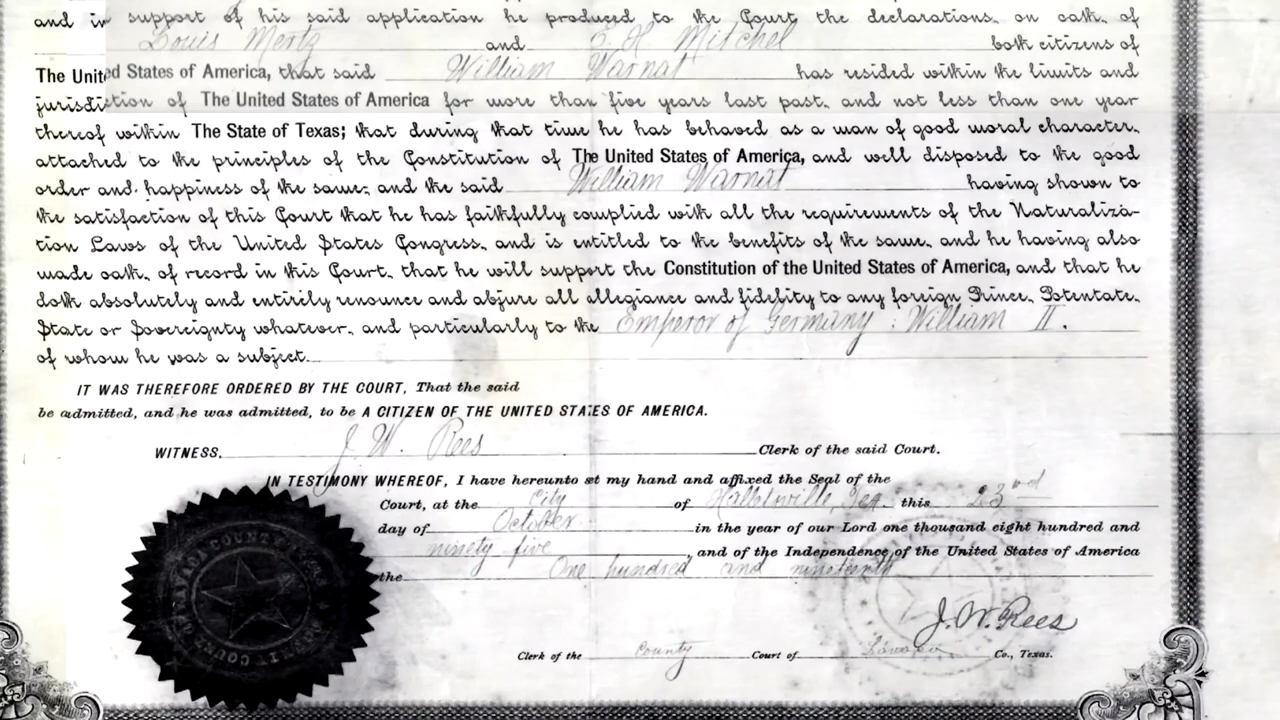 and in support of his said application he produced to the Court the declarations, on oath, of
Louis Mertz and E. H. Mitchel both citizens of
The United States of America, that said William Warnat has resided within the limits and
jurisdiction of The United States of America for more than five years last past, and not less than one year
thereof within The State of Texas; that during that time he has behaved as a man of good moral character,
attached to the principles of the Constitution of The United States of America, and well disposed to the good
order and happiness of the same; and the said William Warnat having shown to
the satisfaction of this Court that he has faithfully complied with all the requirements of the Naturaliza-
tion Laws of the United States Congress, and is entitled to the benefits of the same, and he having also
made oath, of record in this Court, that he will support the Constitution of the United States of America, and that he
doth absolutely and entirely renounce and abjure all allegiance and fidelity to any foreign Prince, Potentate,
State or Sovereignty whatever, and particularly to the Emperor of Germany : William II.
of whom he was a subject.
IT WAS THEREFORE ORDERED BY THE COURT, That the said
be admitted, and he was admitted, to be A CITIZEN OF THE UNITED STATES OF AMERICA.
WITNESS, J. W. Rees Clerk of the said Court.
IN TESTIMONY WHEREOF, I have hereunto set my hand and affixed the Seal of the
Court, at the City of Hallettsville, Tex. this 23rd
day of October in the year of our Lord one thousand eight hundred and
ninety five, and of the Independence of the United States of America
the One hundred and nineteenth
J. W. Rees
Clerk of the County Court of Lavaca Co., Texas.
COUNTY COURT